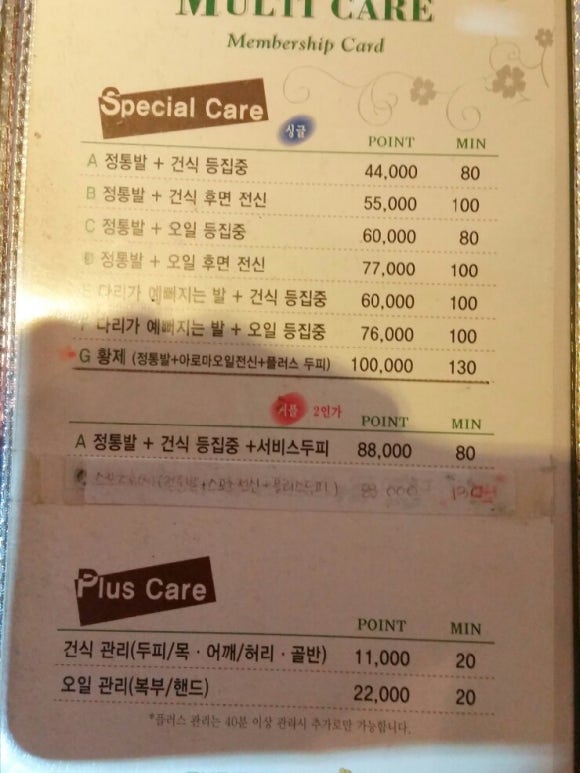 MULTI CARE
Membership Card
Special Care
싱글
POINT MIN
A 정통발 + 건식 등집중 44,000 80
B 정통발 + 건식 후면 전신 55,000 100
C 정통발 + 오일 등집중 60,000 80
D 정통발 + 오일 후면 전신 77,000 100
E 다리가 예뻐지는 발 + 건식 등집중 60,000 100
F 다리가 예뻐지는 발 + 오일 등집중 76,000 100
G 황제 (정통발+아로마오일전신+플러스 두피) 100,000 130
커플 2인가
POINT MIN
A 정통발 + 건식 등집중 +서비스두피 88,000 80
Plus Care
POINT MIN
건식 관리(두피/목 · 어깨/허리 · 골반) 11,000 20
오일 관리(복부/핸드) 22,000 20
*플러스 관리는 40분 이상 관리시 추가로만 가능합니다.